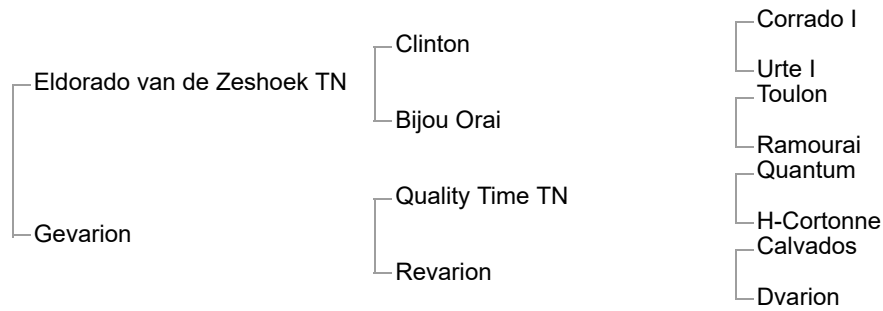 Corrado I
Clinton
Urte I
Eldorado van de Zeshoek TN
Toulon
Bijou Orai
Ramourai
Quantum
Quality Time TN
H-Cortonne
Gevarion
Calvados
Revarion
Dvarion